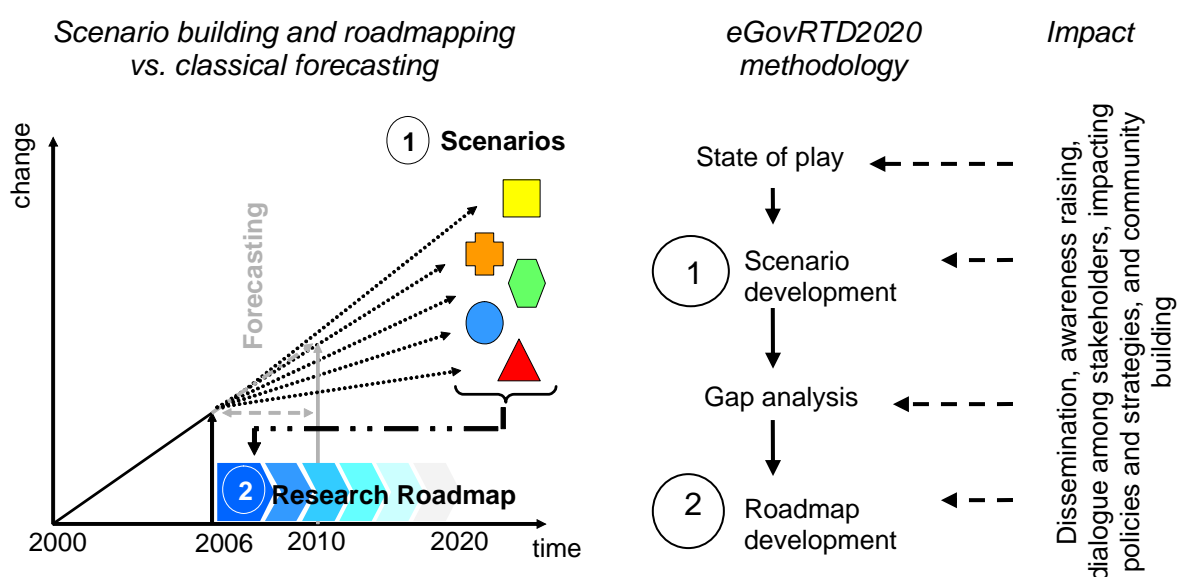 Scenario building and roadmapping
vs. classical forecasting
change
1 Scenarios
Forecasting
2 Research Roadmap
2000 2006 2010 2020 time
eGovRTD2020
methodology
State of play
1 Scenario
development
Gap analysis
2 Roadmap
development
Impact
Dissemination, awareness raising,
dialogue among stakeholders, impacting
policies and strategies, and community
building